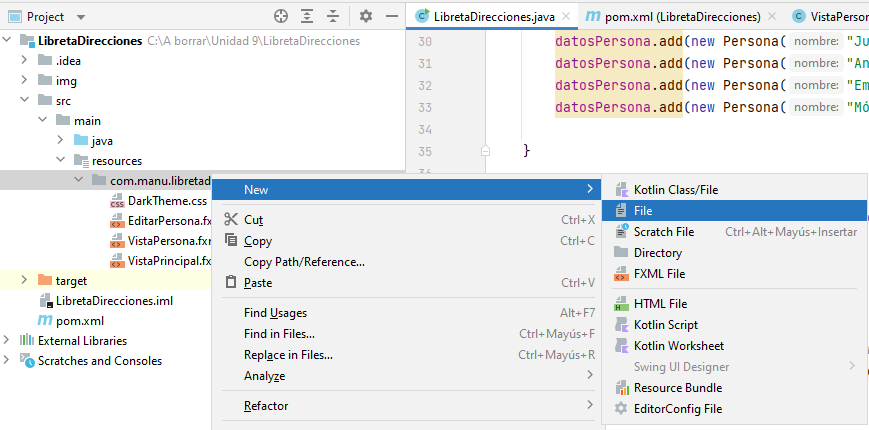 Project
LibretaDirecciones.java
pom.xml (LibretaDirecciones)
VistaPerson
LibretaDirecciones C:\A borrar\Unidad 9\LibretaDirecciones
.idea
img
src
main
java
resources
com.manu.libretad
DarkTheme.css
EditarPersona.fx
VistaPersona.fxm
VistaPrincipal.fx
target
LibretaDirecciones.iml
pom.xml
External Libraries
Scratches and Consoles
30 datosPersona.add(new Persona( nombre: "Ju
31 datosPersona.add(new Persona( nombre: "An
32 datosPersona.add(new Persona( nombre: "Em
33 datosPersona.add(new Persona( nombre: "Mó
34
35 }
36
New
Cut Ctrl+X
Copy Ctrl+C
Copy Path/Reference...
Paste Ctrl+V
Find Usages Alt+F7
Find in Files... Ctrl+Mayús+F
Replace in Files... Ctrl+Mayús+R
Analyze
Refactor
Kotlin Class/File
File
Scratch File Ctrl+Alt+Mayús+Insertar
Directory
FXML File
HTML File
Kotlin Script
Kotlin Worksheet
Swing UI Designer
Resource Bundle
EditorConfig File